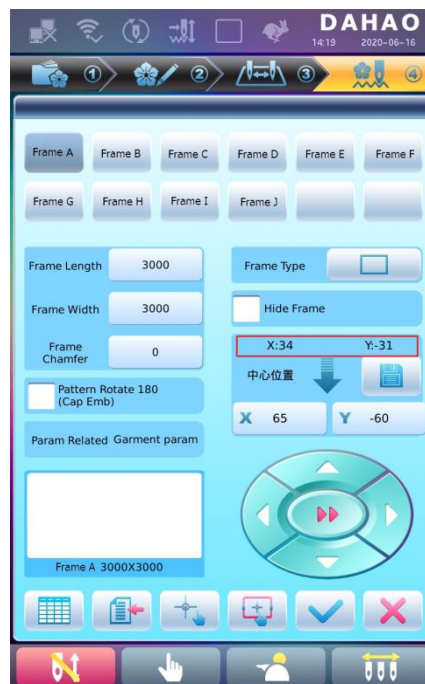 DAHAO
14:19 2020-06-16
① ② ③ ④
Frame A Frame B Frame C Frame D Frame E Frame F
Frame G Frame H Frame I Frame J
Frame Length 3000
Frame Type
Frame Width 3000
Hide Frame
Frame
Chamfer 0
X:34 Y:-31
中心位置
Pattern Rotate 180
(Cap Emb)
X 65 Y -60
Param Related Garment param
Frame A 3000X3000